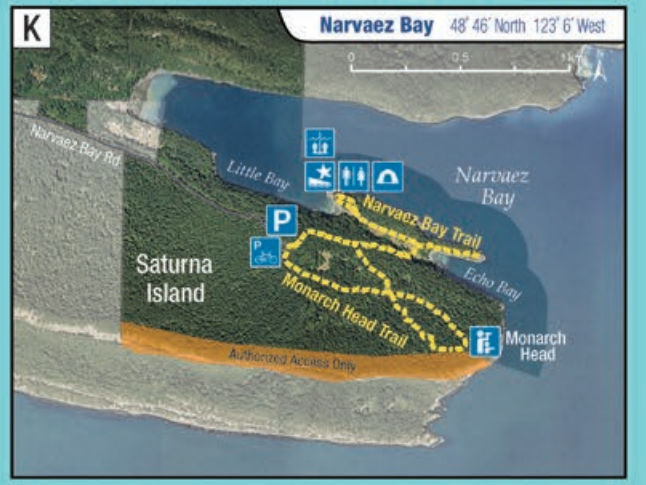 K
Narvaez Bay 48° 46' North 123° 6' West
0 0.5 1km
Narvaez Bay Rd
Little Bay
Narvaez
Bay
Narvaez Bay Trail
P
P
Saturna
Island
Echo Bay
Monarch Head Trail
Monarch
Head
Authorized Access Only